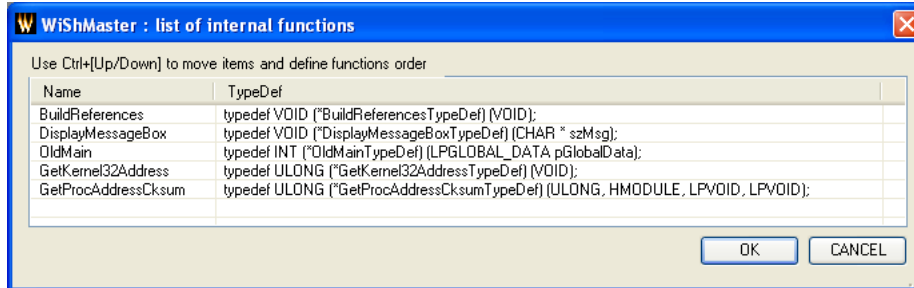 WiShMaster : list of internal functions
Use Ctrl+[Up/Down] to move items and define functions order
Name TypeDef
BuildReferences typedef VOID (*BuildReferencesTypeDef) (VOID);
DisplayMessageBox typedef VOID (*DisplayMessageBoxTypeDef) (CHAR * szMsg);
OldMain typedef INT (*OldMainTypeDef) (LPGLOBAL_DATA pGlobalData);
GetKernel32Address typedef ULONG (*GetKernel32AddressTypeDef) (VOID);
GetProcAddressCksum typedef ULONG (*GetProcAddressCksumTypeDef) (ULONG, HMODULE, LPVOID, LPVOID);
OK CANCEL